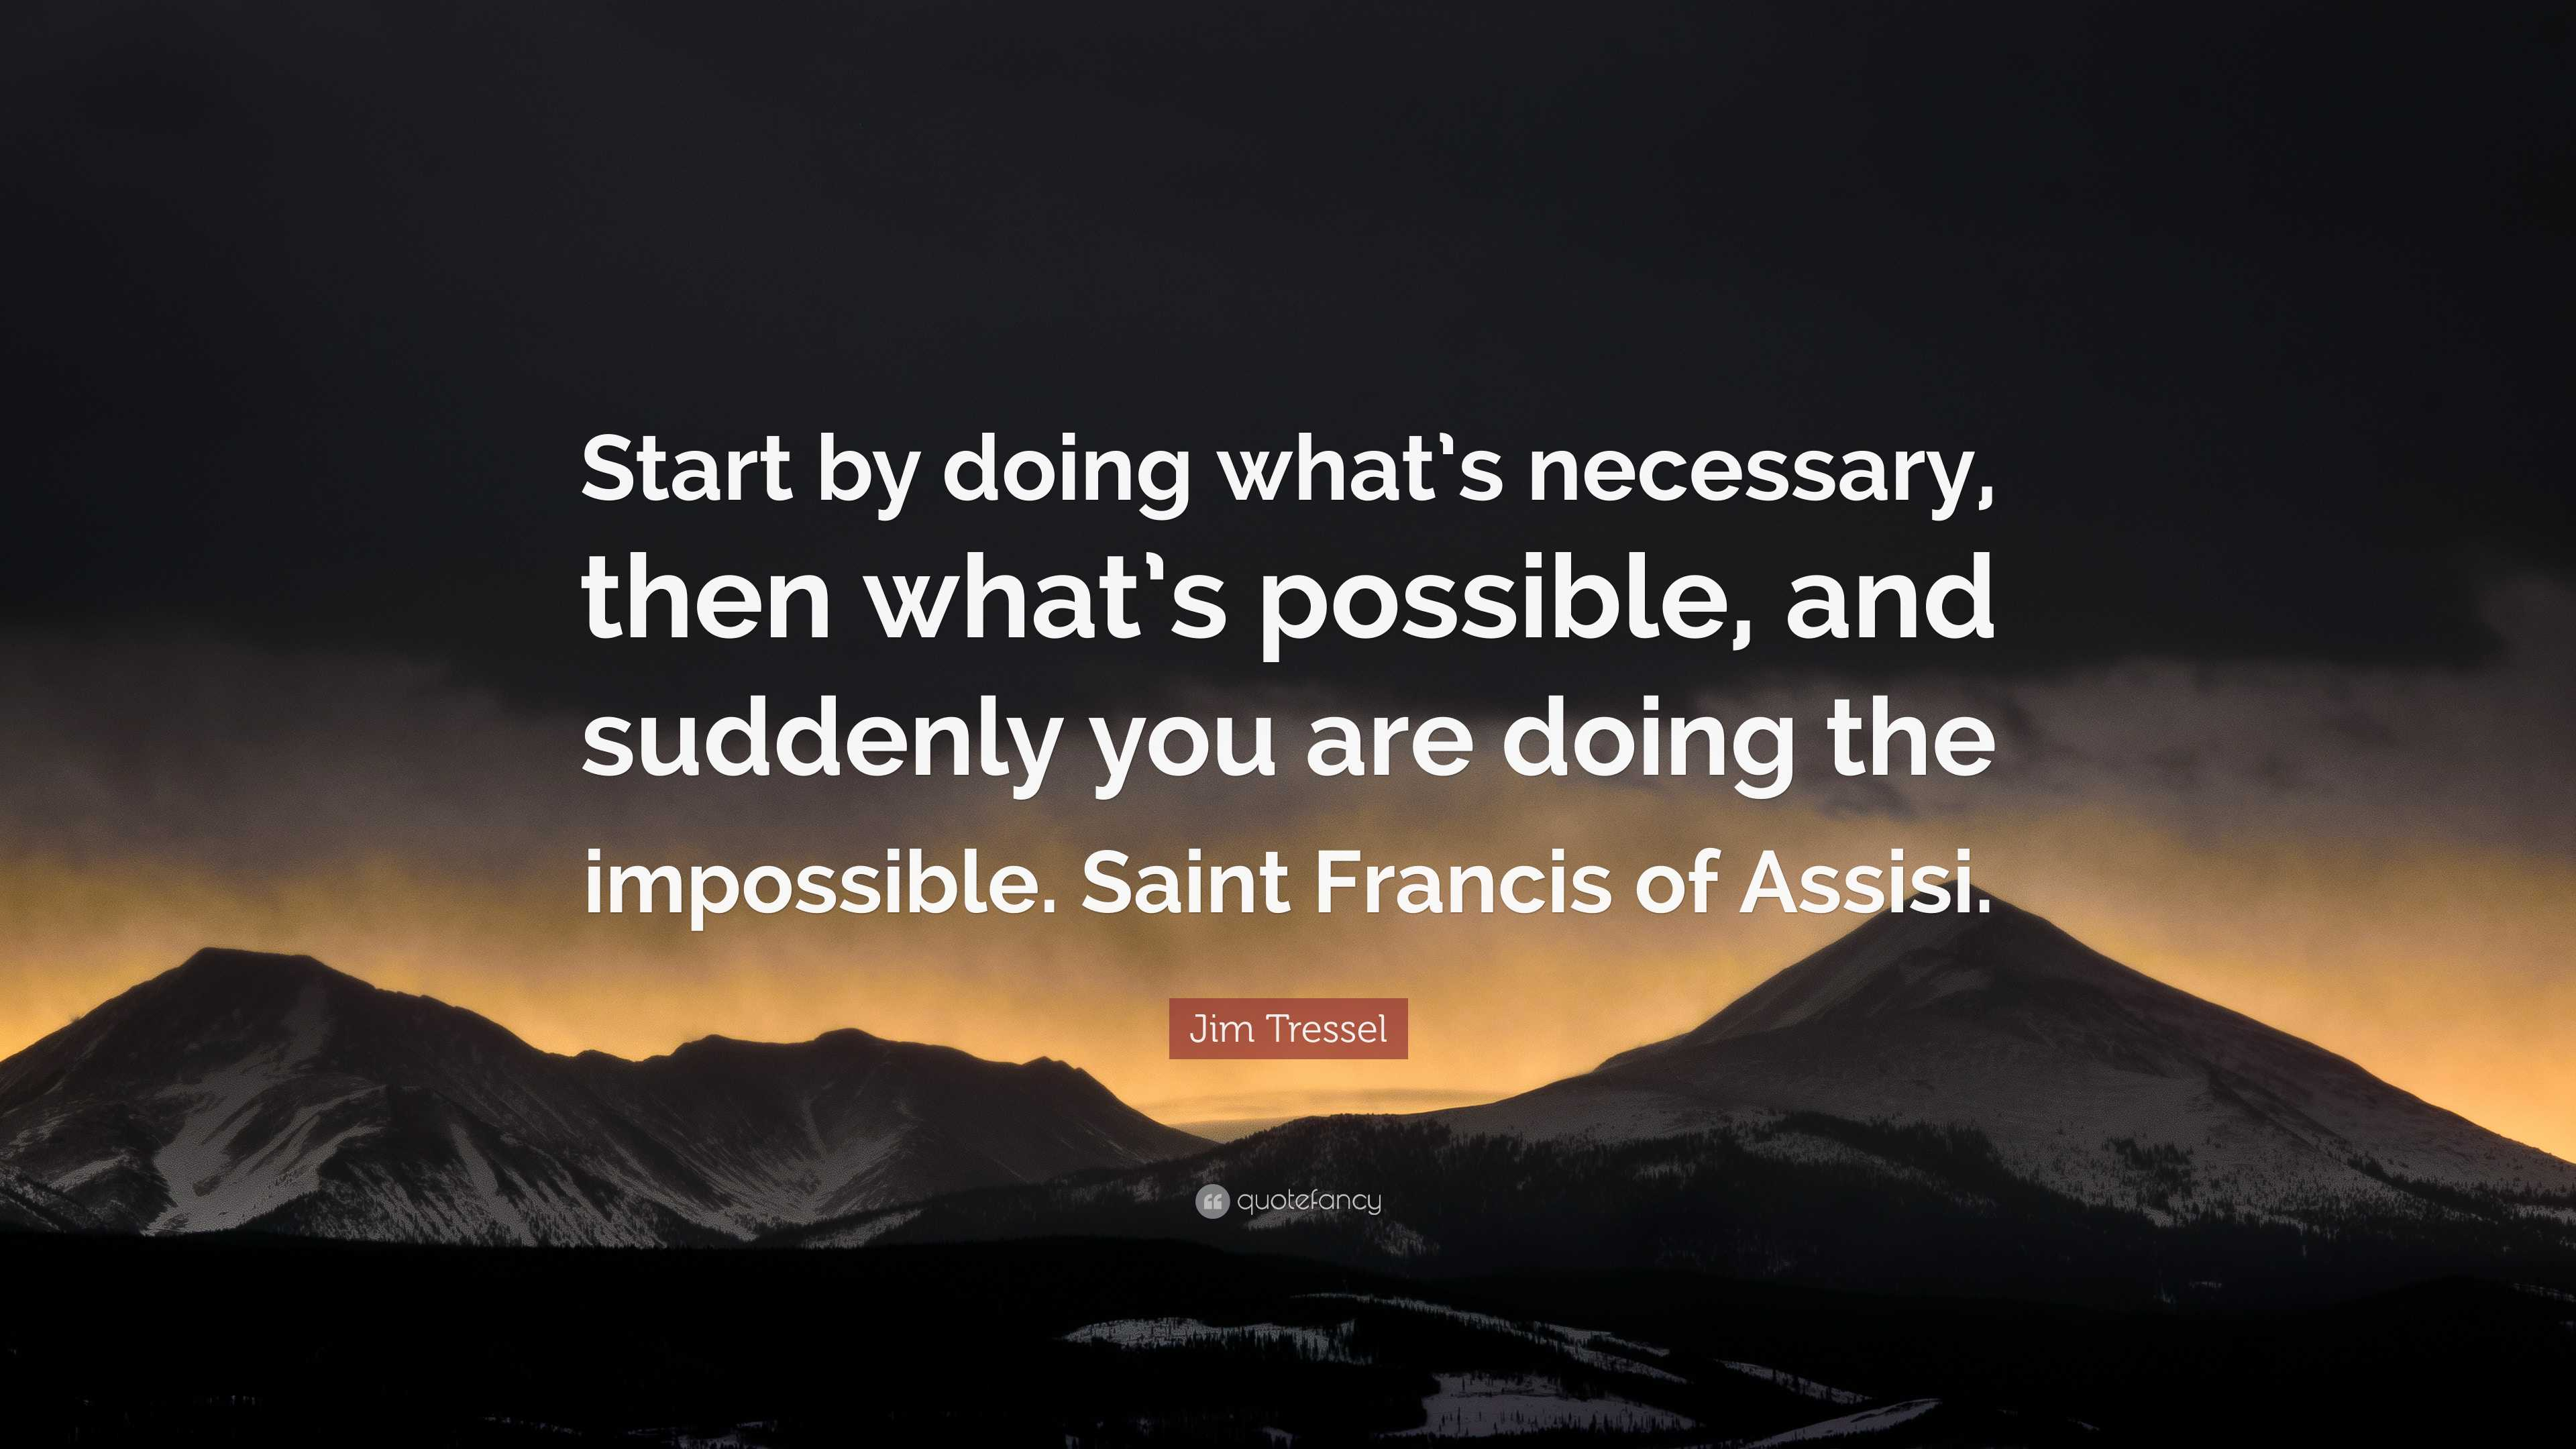 Start by doing what’s necessary,
then what’s possible, and
suddenly you are doing the
impossible. Saint Francis of Assisi.
Jim Tressel
quotefancy